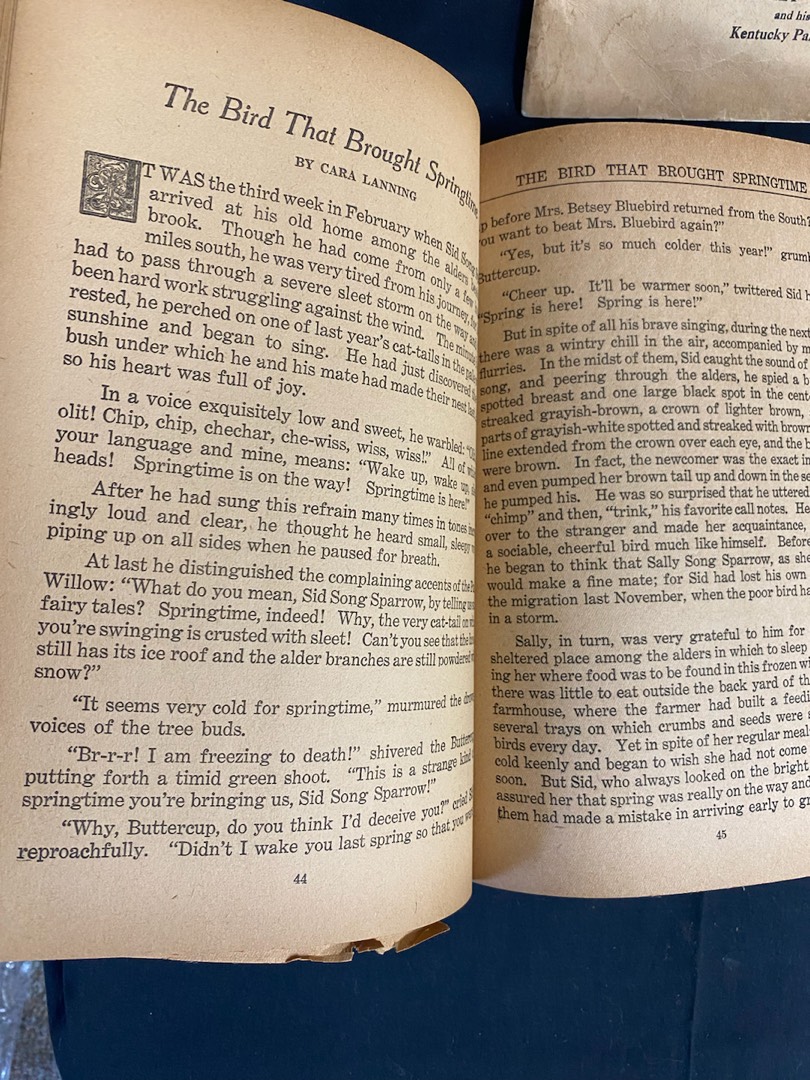 and his
Kentucky
The Bird That Brought Springtime
BY CARA LANNING
IT WAS the third week in February when Sid Song
arrived at his old home among the alders
brook. Though he had come from only a few
miles south, he was very tired from his journey,
had to pass through a severe sleet storm on the way
been hard work struggling against the wind. The
rested, he perched on one of last year's cat-tails in the
sunshine and began to sing. He had just discovered
bush under which he and his mate had made their nest
so his heart was full of joy.
In a voice exquisitely low and sweet, he warbled:
olit! Chip, chip, chechar, che-wiss, wiss, wiss!" All of
your language and mine, means: "Wake up, wake up,
heads! Springtime is on the way! Springtime is here!"
After he had sung this refrain many times in tones
ingly loud and clear, he thought he heard small, sleepy
piping up on all sides when he paused for breath.
At last he distinguished the complaining accents of the
Willow: "What do you mean, Sid Song Sparrow, by telling
fairy tales? Springtime, indeed! Why, the very cat-tail on
you're swinging is crusted with sleet! Can't you see that the
still has its ice roof and the alder branches are still powdered
snow?"
"It seems very cold for springtime," murmured the
voices of the tree buds.
"Br-r-r! I am freezing to death!" shivered the
putting forth a timid green shoot. "This is a strange kind
springtime you're bringing us, Sid Song Sparrow!"
"Why, Buttercup, do you think I'd deceive you?" cried
reproachfully. "Didn't I wake you last spring so that you
44
THE BIRD THAT BROUGHT SPRINGTIME
before Mrs. Betsey Bluebird returned from the South?
you want to beat Mrs. Bluebird again?"
"Yes, but it's so much colder this year!"
Buttercup.
"Cheer up. It'll be warmer soon," twittered Sid
"Spring is here! Spring is here!"
But in spite of all his brave singing, during the next
there was a wintry chill in the air, accompanied by
flurries. In the midst of them, Sid caught the sound of
song, and peering through the alders, he spied a
spotted breast and one large black spot in the
streaked grayish-brown, a crown of lighter brown,
parts of grayish-white spotted and streaked with brown
line extended from the crown over each eye, and the
were brown. In fact, the newcomer was the exact
and even pumped her brown tail up and down in the
he pumped his. He was so surprised that he uttered
"chimp" and then, "trink," his favorite call notes. He
over to the stranger and made her acquaintance,
a sociable, cheerful bird much like himself. Before
he began to think that Sally Song Sparrow, as she
would make a fine mate; for Sid had lost his own
the migration last November, when the poor bird
in a storm.
Sally, in turn, was very grateful to him for
sheltered place among the alders in which to sleep
ing her where food was to be found in this frozen
there was little to eat outside the back yard of
farmhouse, where the farmer had built a
several trays on which crumbs and seeds were
birds every day. Yet in spite of her regular
cold keenly and began to wish she had not come
soon. But Sid, who always looked on the bright
assured her that spring was really on the way and
them had made a mistake in arriving early to
45